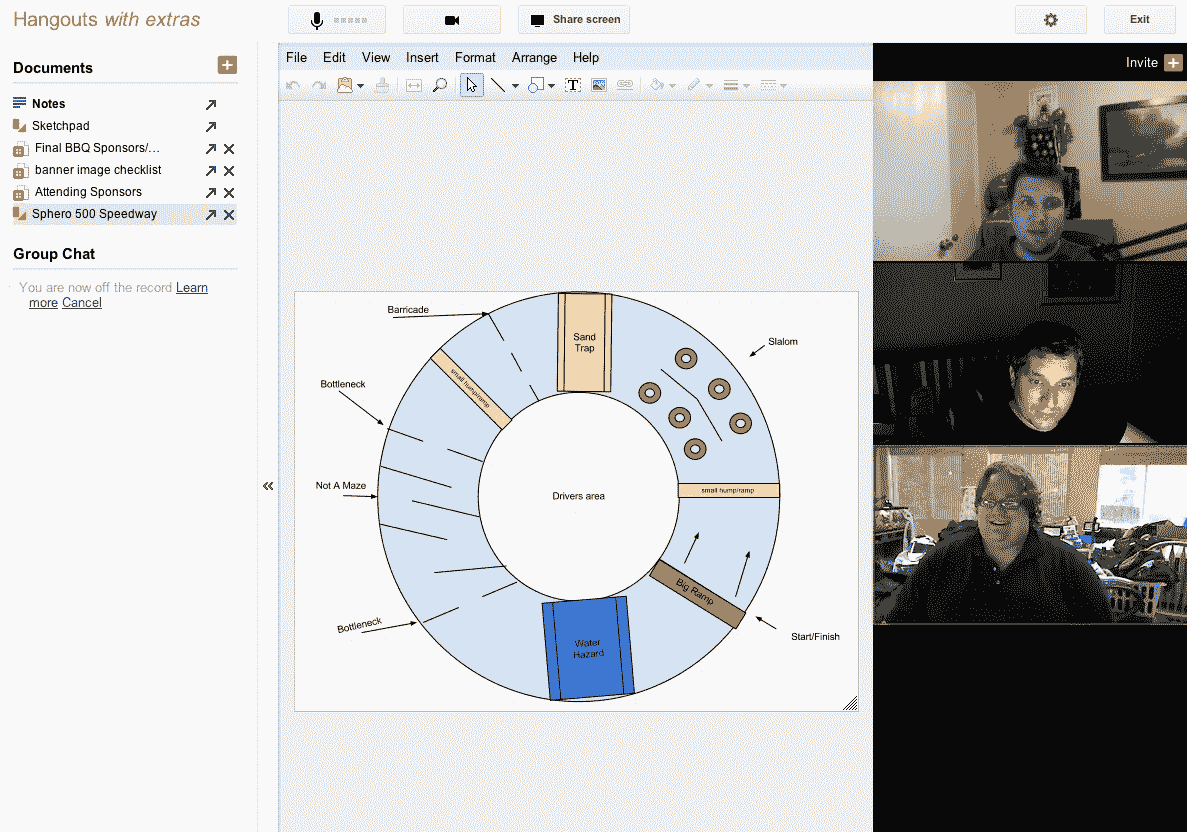 Hangouts with extras
Share screen
Exit
Documents
Notes
Sketchpad
Final BBQ Sponsors/...
banner image checklist
Attending Sponsors
Sphero 500 Speedway
Group Chat
You are now off the record Learn
more Cancel
File Edit View Insert Format Arrange Help
T
Invite
Barricade
Sand
Trap
Slalom
small hump/ramp
Bottleneck
Not A Maze
Drivers area
small hump/ramp
Big Ramp
Start/Finish
Bottleneck
Water
Hazard